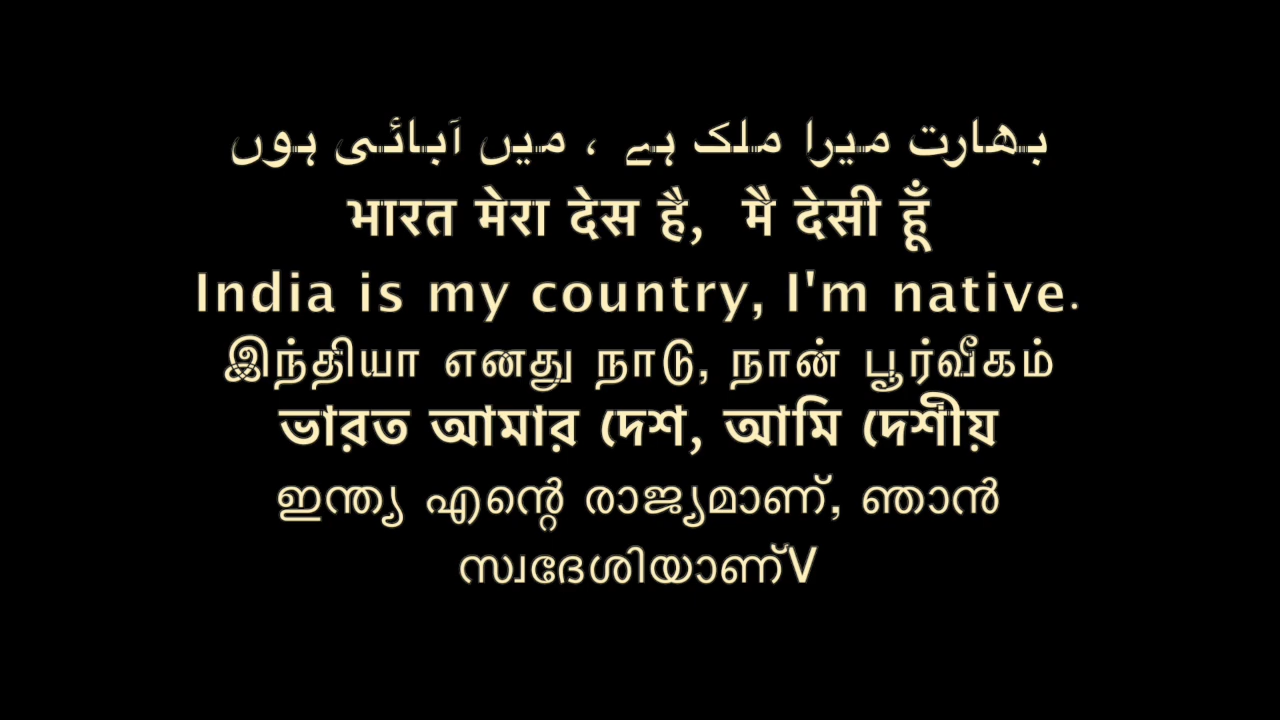 بھارت میرا ملک ہے ، میں آبائی ہوں
भारत मेरा देस है, मै देसी हूँ
India is my country, I'm native.
இந்தியா எனது நாடு, நான் பூர்வீகம்
ভারত আমার দেশ, আমি দেশীয়
ഇന്ത്യ എന്റെ രാജ്യമാണ്, ഞാൻ
സ്വദേശിയാണ്V